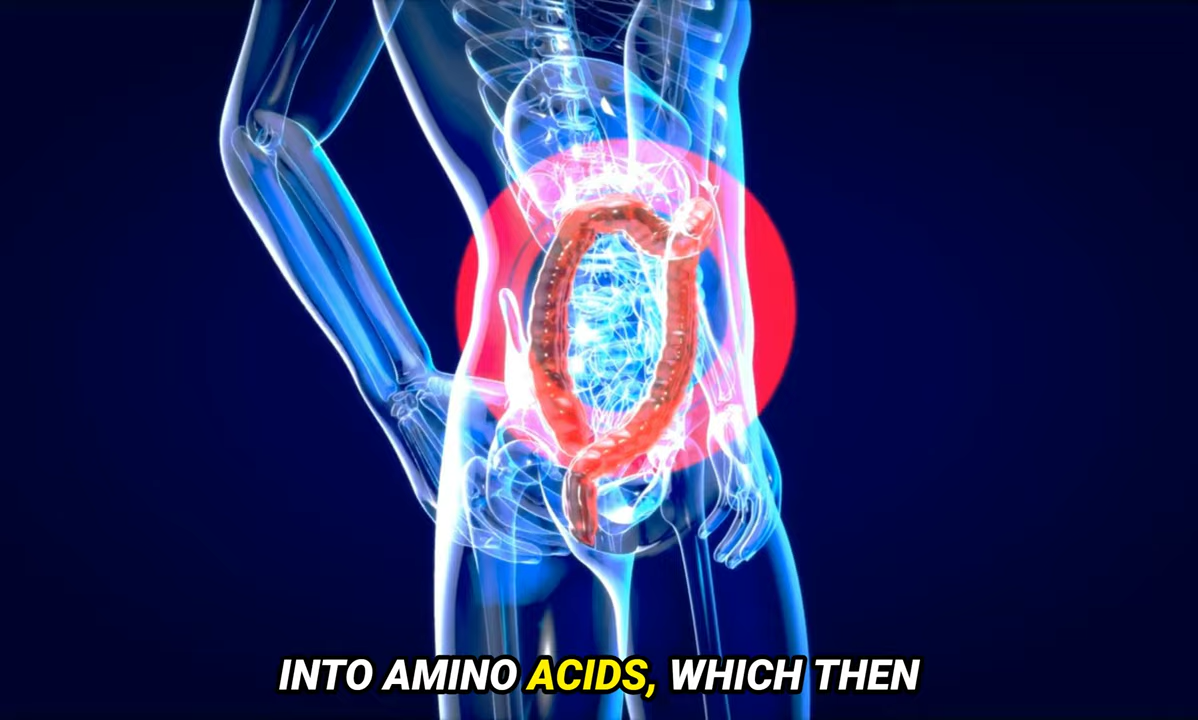 INTO AMINO ACIDS, WHICH THEN